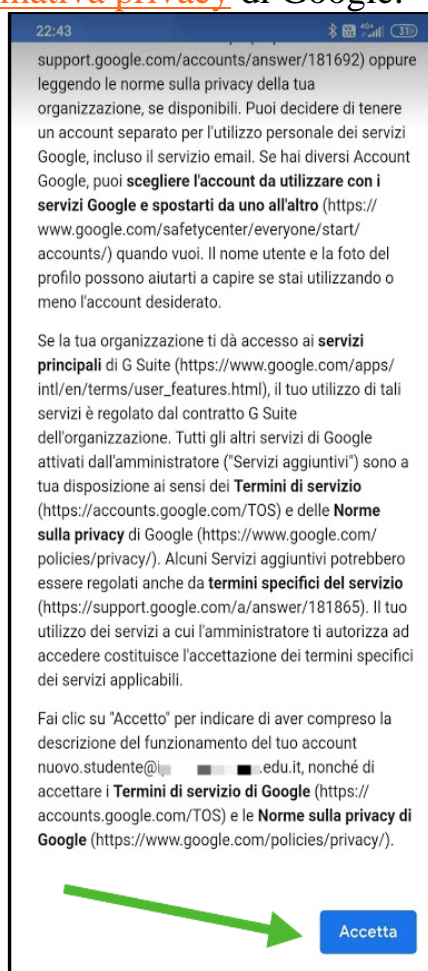 mativa privacy di Google.
22:43
4G+
31
support.google.com/accounts/answer/181692) oppure
leggendo le norme sulla privacy della tua
organizzazione, se disponibili. Puoi decidere di tenere
un account separato per l'utilizzo personale dei servizi
Google, incluso il servizio email. Se hai diversi Account
Google, puoi scegliere l'account da utilizzare con i
servizi Google e spostarti da uno all'altro (https://
www.google.com/safetycenter/everyone/start/
accounts/) quando vuoi. Il nome utente e la foto del
profilo possono aiutarti a capire se stai utilizzando o
meno l'account desiderato.
Se la tua organizzazione ti dà accesso ai servizi
principali di G Suite (https://www.google.com/apps/
intl/en/terms/user_features.html), il tuo utilizzo di tali
servizi è regolato dal contratto G Suite
dell'organizzazione. Tutti gli altri servizi di Google
attivati dall'amministratore ("Servizi aggiuntivi") sono a
tua disposizione ai sensi dei Termini di servizio
(https://accounts.google.com/TOS) e delle Norme
sulla privacy di Google (https://www.google.com/
policies/privacy/). Alcuni Servizi aggiuntivi potrebbero
essere regolati anche da termini specifici del servizio
(https://support.google.com/a/answer/181865). Il tuo
utilizzo dei servizi a cui l'amministratore ti autorizza ad
accedere costituisce l'accettazione dei termini specifici
dei servizi applicabili.
Fai clic su "Accetto" per indicare di aver compreso la
descrizione del funzionamento del tuo account
nuovo.studente@ .edu.it, nonché di
accettare i Termini di servizio di Google (https://
accounts.google.com/TOS) e le Norme sulla privacy di
Google (https://www.google.com/policies/privacy/).
Accetta